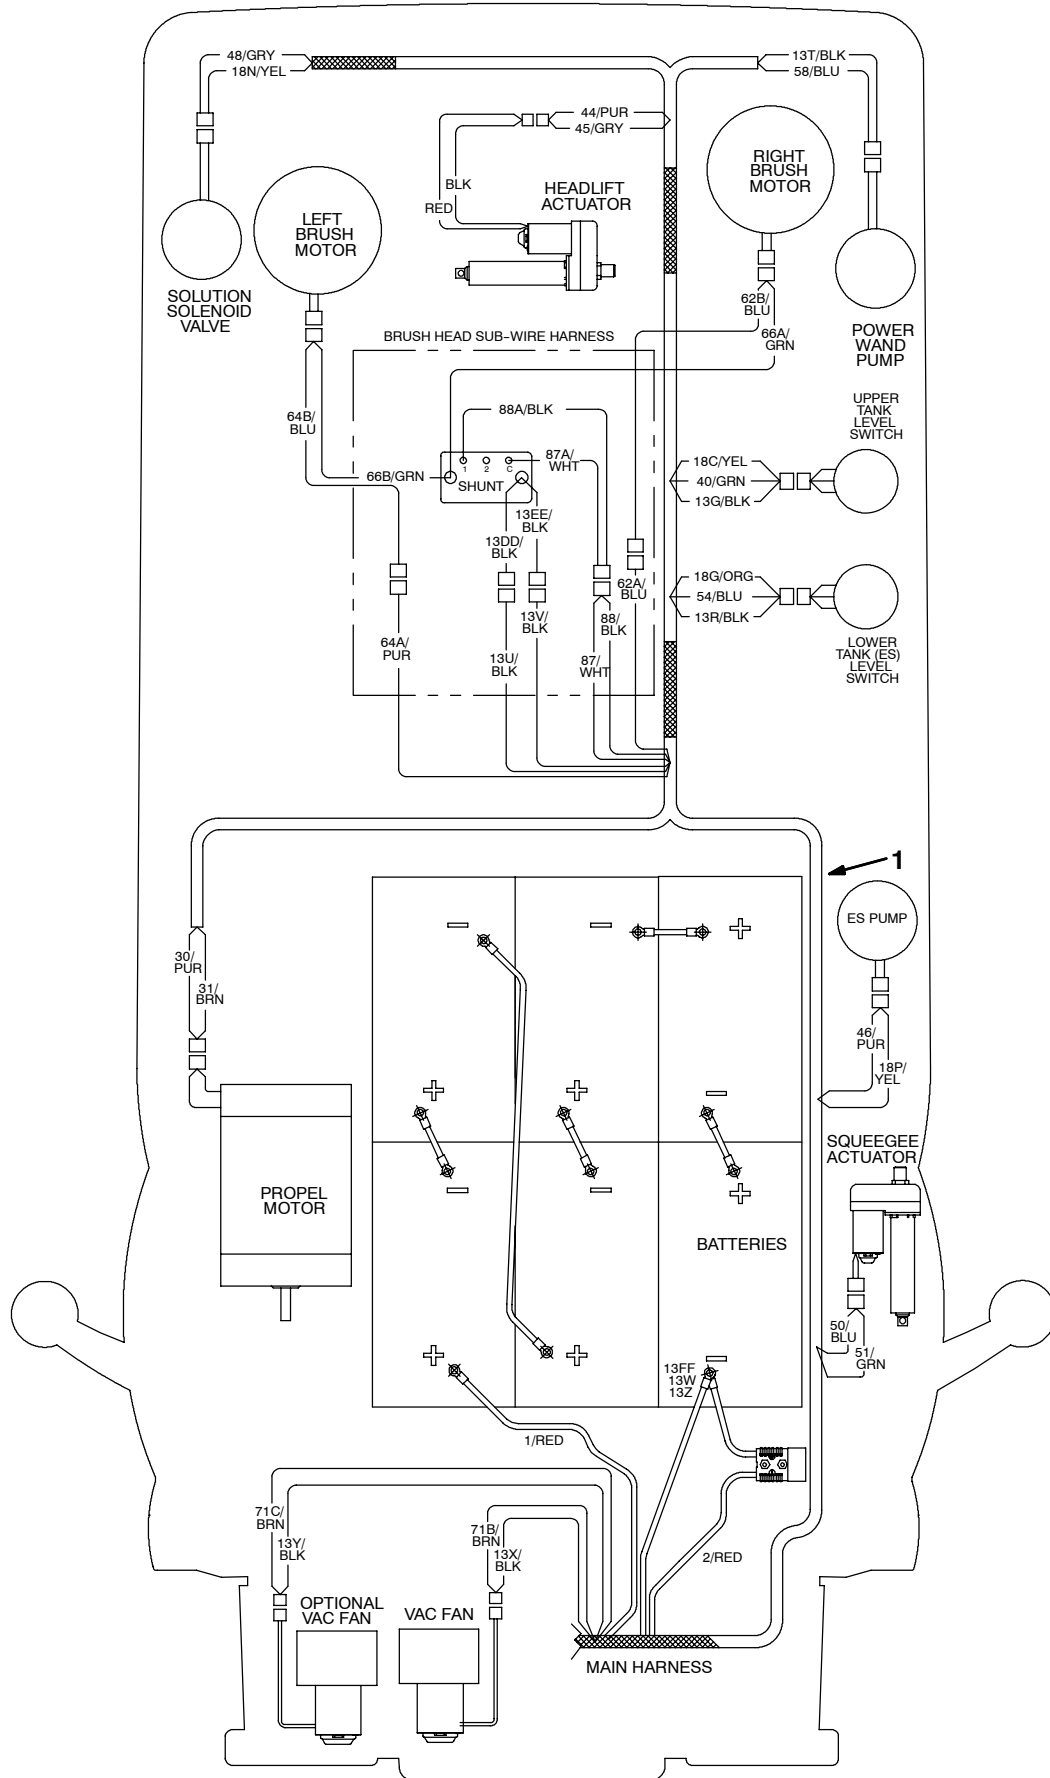 48/GRY
18N/YEL
13T/BLK
58/BLU
44/PUR
45/GRY
BLK
RED
HEADLIFT
ACTUATOR
RIGHT
BRUSH
MOTOR
LEFT
BRUSH
MOTOR
SOLUTION
SOLENOID
VALVE
62B/
BLU
66A/
GRN
POWER
WAND
PUMP
BRUSH HEAD SUB-WIRE HARNESS
UPPER
TANK
LEVEL
SWITCH
64B/
BLU
88A/BLK
87A/
WHT
66B/GRN
1 2 C
SHUNT
18C/YEL
40/GRN
13G/BLK
13EE/
BLK
13DD/
BLK
62A/
BLU
18G/ORG
54/BLU
13R/BLK
13V/
BLK
88/
BLK
64A/
PUR
13U/
BLK
87/
WHT
LOWER
TANK (ES)
LEVEL
SWITCH
1
ES PUMP
30/
PUR
31/
BRN
46/
PUR
18P/
YEL
SQUEEGEE
ACTUATOR
PROPEL
MOTOR
BATTERIES
50/
BLU
51/
GRN
13FF
13W
13Z
1/RED
71C/
BRN
13Y/
BLK
71B/
BRN
13X/
BLK
2/RED
OPTIONAL
VAC FAN
VAC FAN
MAIN HARNESS